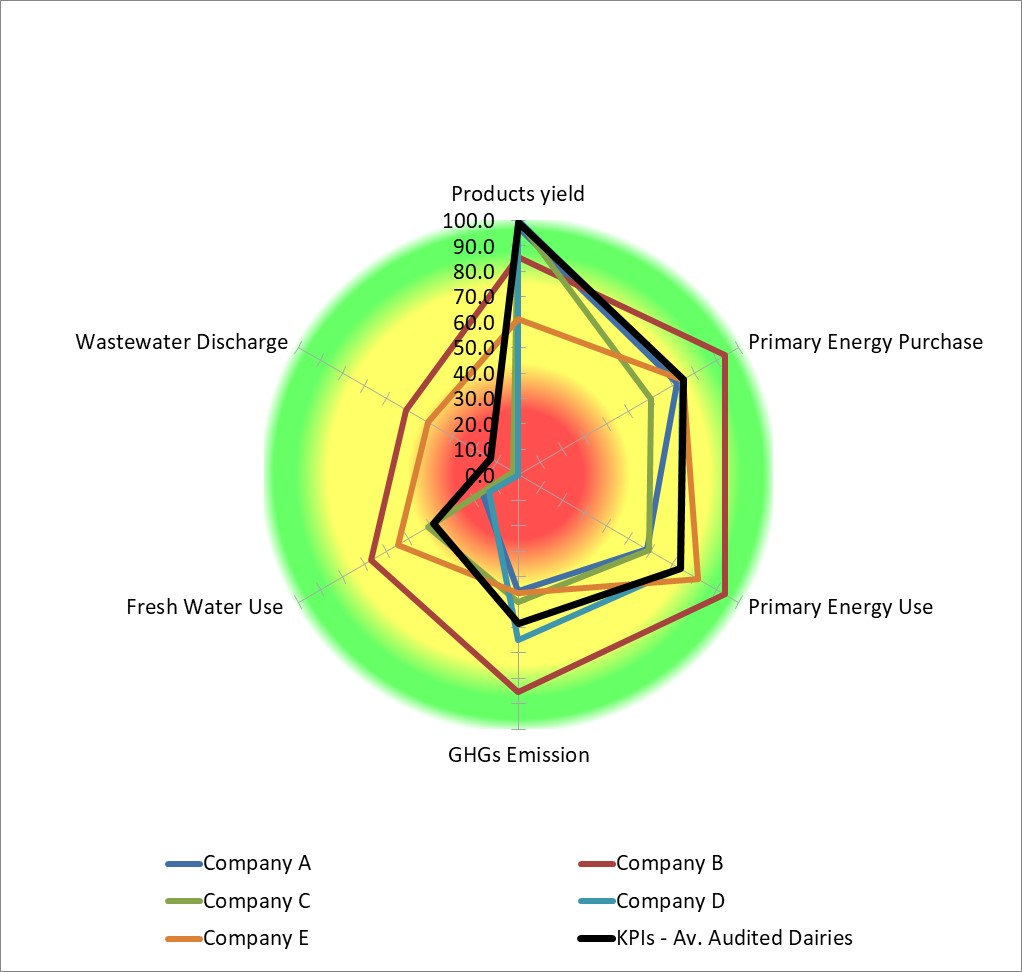 Products yield
100.0
90.0
80.0
70.0
60.0
50.0
40.0
30.0
20.0
10.0
0.0
Wastewater Discharge
Primary Energy Purchase
Fresh Water Use
Primary Energy Use
GHGs Emission
Company A
Company B
Company C
Company D
Company E
KPIs - Av. Audited Dairies